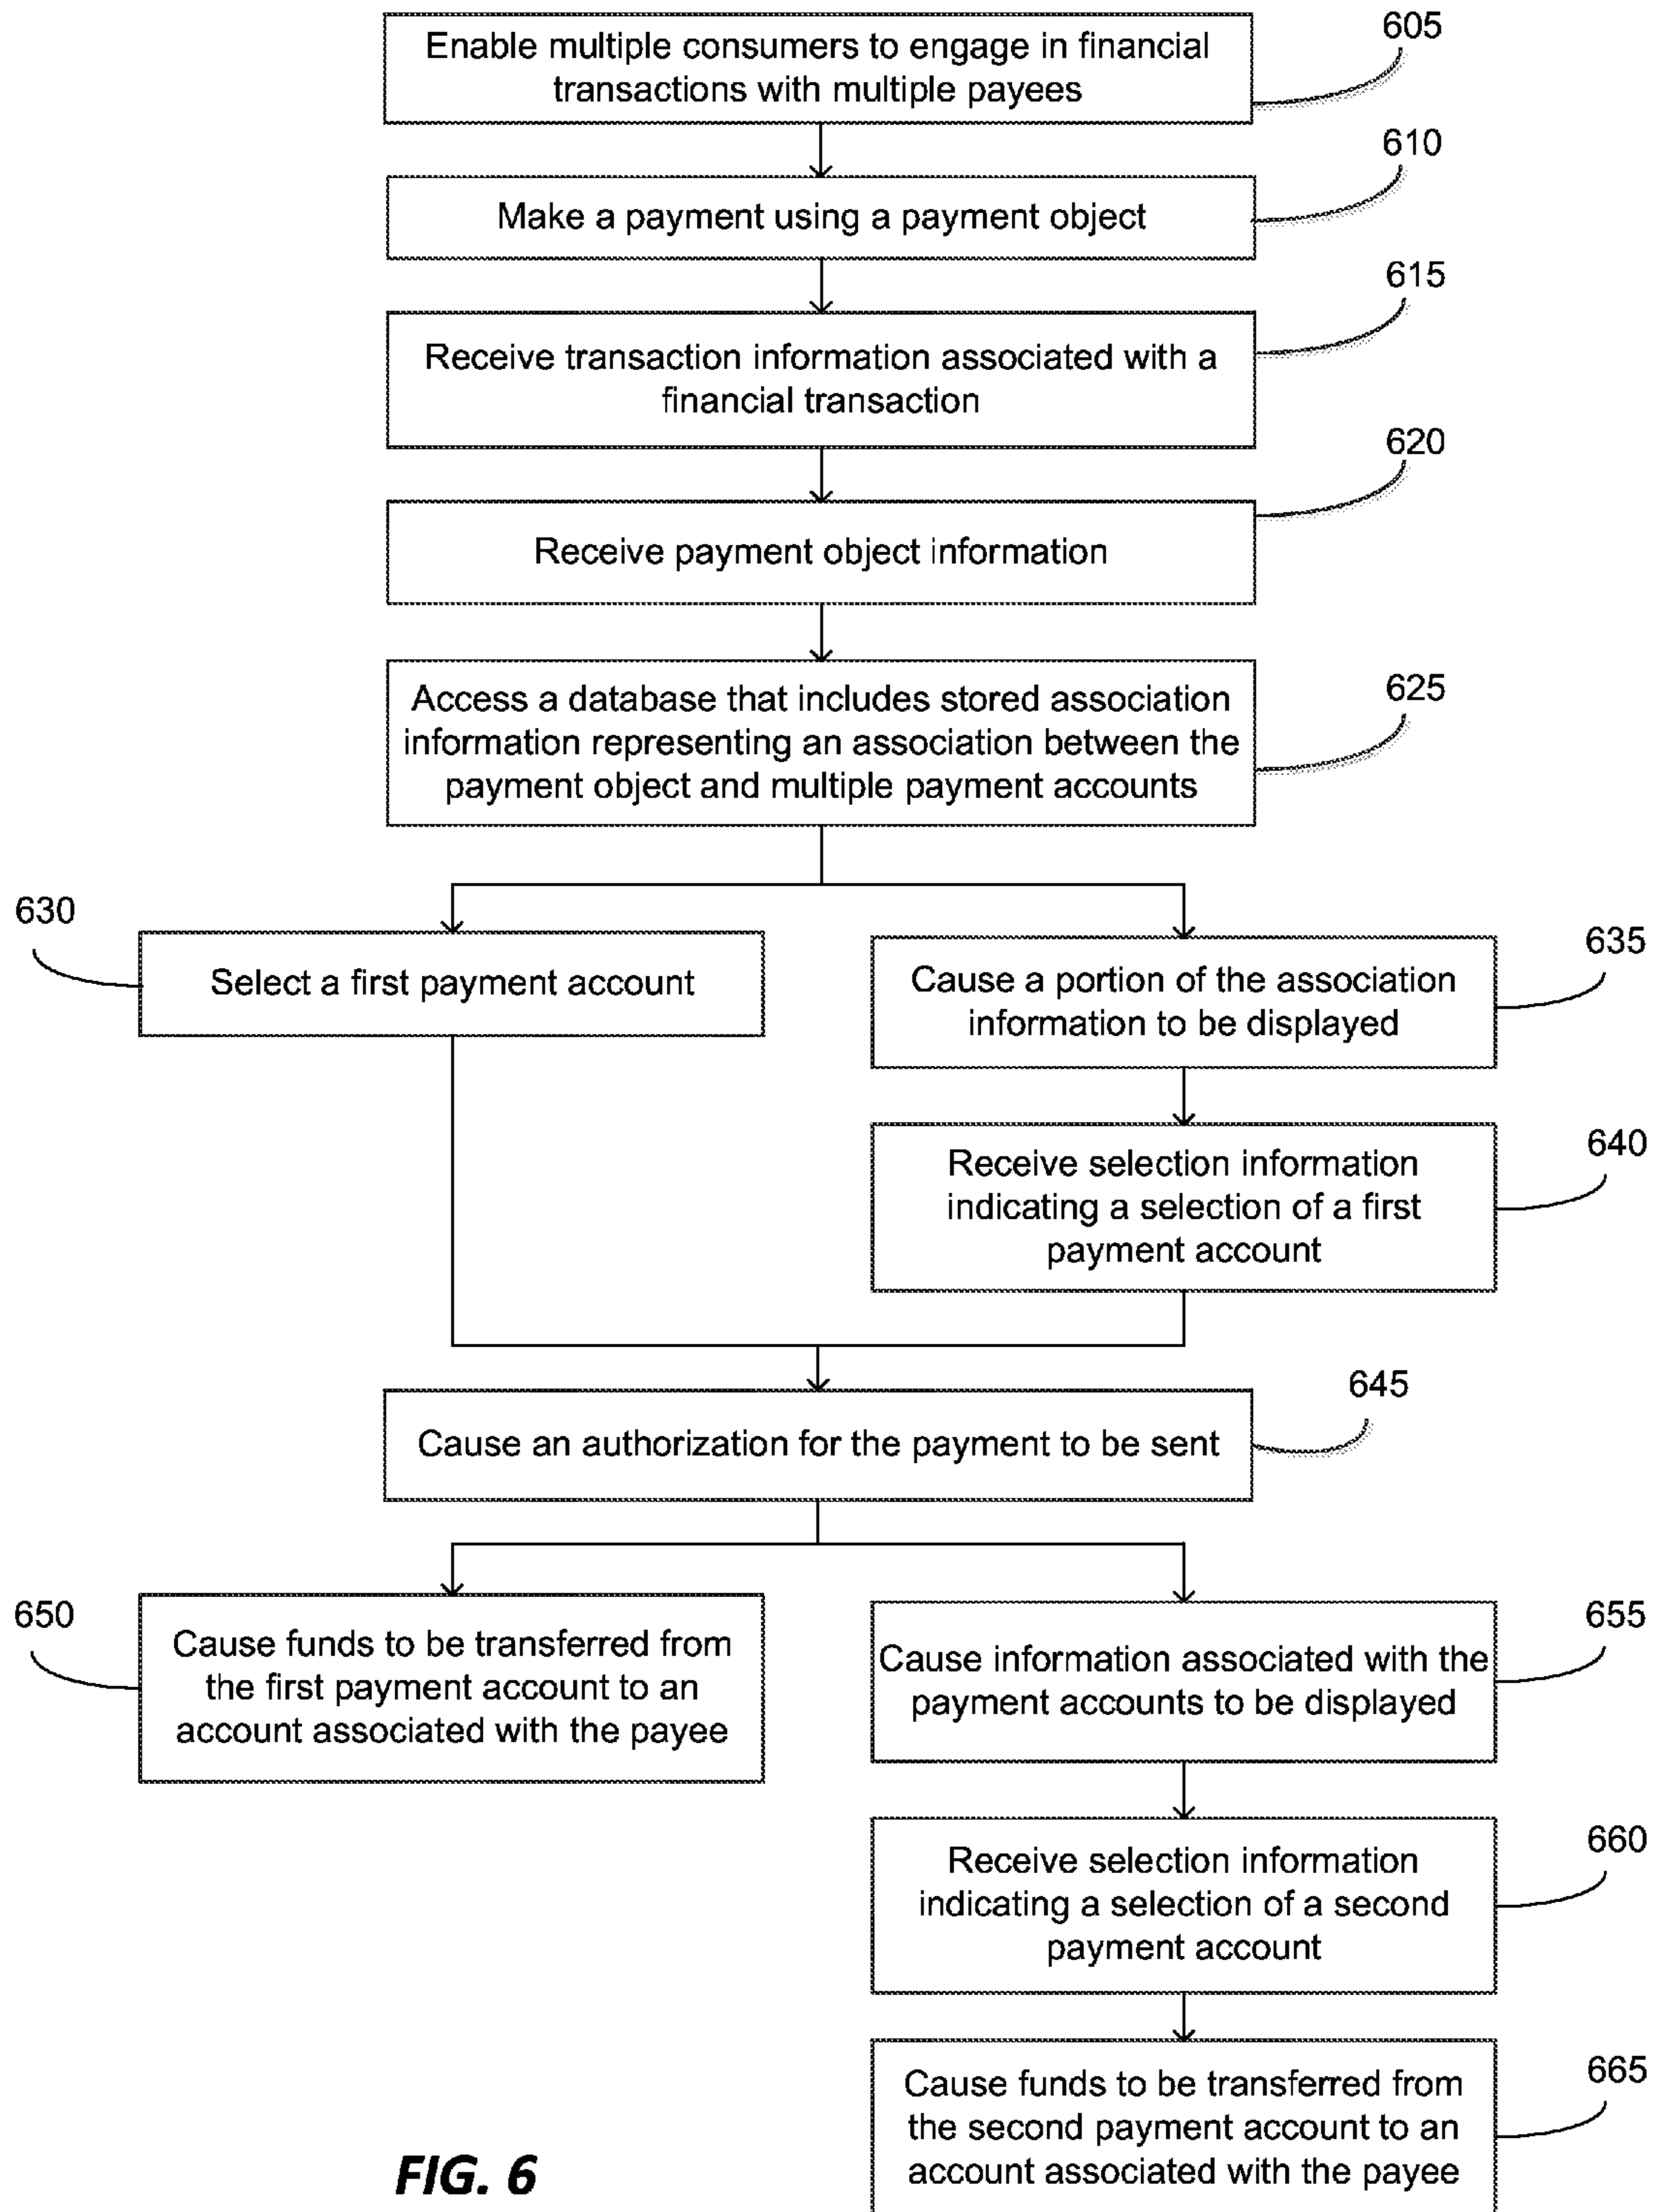 605
Enable multiple consumers to engage in financial
transactions with multiple payees
610
Make a payment using a payment object
615
Receive transaction information associated with a
financial transaction
620
Receive payment object information
625
Access a database that includes stored association
information representing an association between the
payment object and multiple payment accounts
630
Select a first payment account
635
Cause a portion of the association
information to be displayed
640
Receive selection information
indicating a selection of a first
payment account
645
Cause an authorization for the payment to be sent
650
Cause funds to be transferred from
the first payment account to an
account associated with the payee
655
Cause information associated with the
payment accounts to be displayed
660
Receive selection information
indicating a selection of a second
payment account
665
Cause funds to be transferred from
the second payment account to an
account associated with the payee
FIG. 6